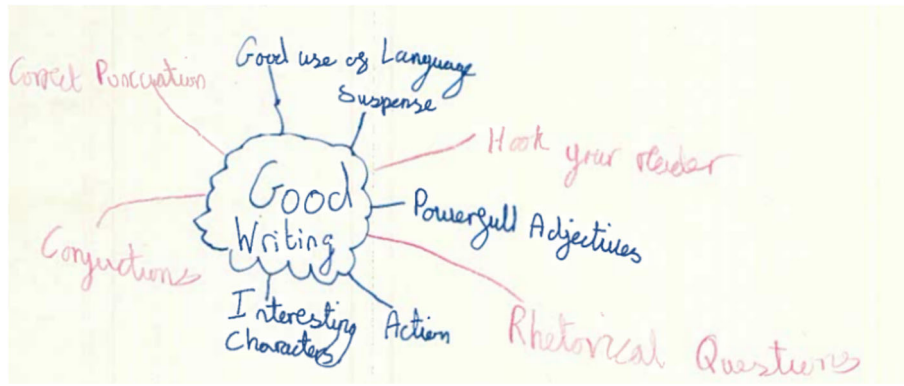 Good use of Language
Correct Puncuation
Suspense
Hook your reader
Good
Writing
Powerfull Adjectives
Conjuctions
Interesting
Characters
Action
Rhetorical Questions